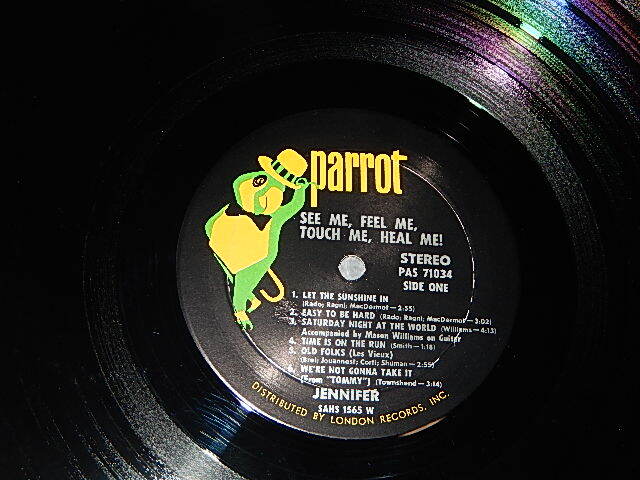 parrot
SEE ME, FEEL ME,
TOUCH ME, HEAL ME!
STEREO
PAS 71034
SIDE ONE
1. LET THE SUNSHINE IN
(Rado; Ragni; MacDermot—2:55)
2. EASY TO BE HARD (Rado; Ragni; MacDermot—3:02)
3. SATURDAY NIGHT AT THE WORLD (Williams—4:13)
Accompanied by Mason Williams on Guitar
4. TIME IS ON THE RUN (Smith—1:18)
5. OLD FOLKS (Les Vieux)
(Brel; Jouannest; Corti; Shuman—2:55)
6. WE'RE NOT GONNA TAKE IT
(From "TOMMY") (Townshend—3:14)
JENNIFER
SAHS 1565 W
DISTRIBUTED BY LONDON RECORDS, INC.